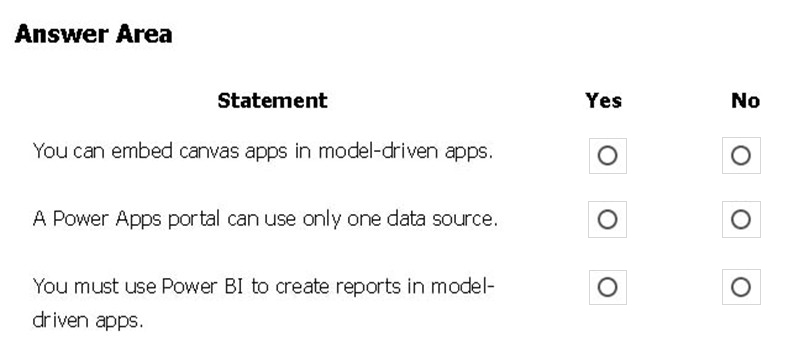 Answer Area
Statement Yes No
You can embed canvas apps in model-driven apps.
A Power Apps portal can use only one data source.
You must use Power BI to create reports in model-
driven apps.